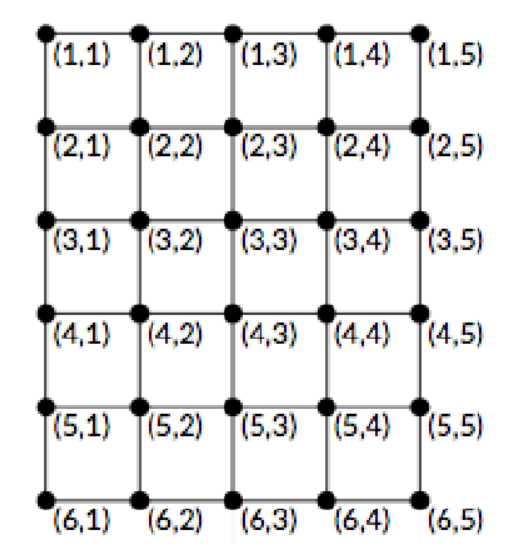 (1,1) (1,2) (1,3) (1,4) (1,5)
(2,1) (2,2) (2,3) (2,4) (2,5)
(3,1) (3,2) (3,3) (3,4) (3,5)
(4,1) (4,2) (4,3) (4,4) (4,5)
(5,1) (5,2) (5,3) (5,4) (5,5)
(6,1) (6,2) (6,3) (6,4) (6,5)